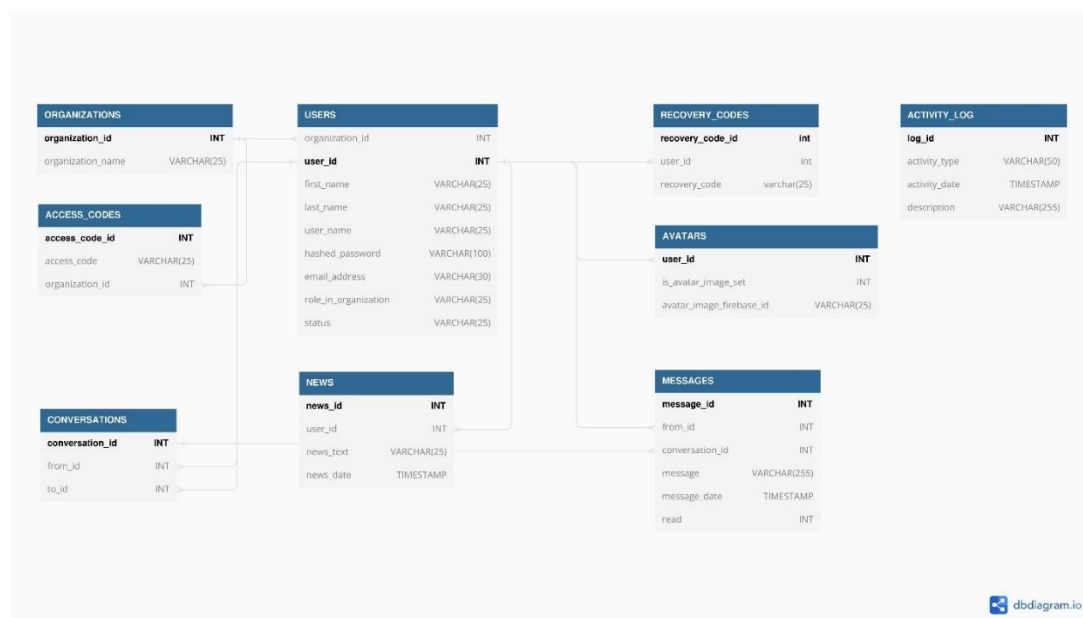 ORGANIZATIONS
organization_id INT
organization_name VARCHAR(25)
ACCESS_CODES
access_code_id INT
access_code VARCHAR(25)
organization_id INT
CONVERSATIONS
conversation_id INT
from_id INT
to_id INT
USERS
organization_id INT
user_id INT
first_name VARCHAR(25)
last_name VARCHAR(25)
user_name VARCHAR(25)
hashed_password VARCHAR(100)
email_address VARCHAR(30)
role_in_organization VARCHAR(25)
status VARCHAR(25)
NEWS
news_id INT
user_id INT
news_text VARCHAR(25)
news_date TIMESTAMP
RECOVERY_CODES
recovery_code_id int
user_id int
recovery_code varchar(25)
AVATARS
user_id INT
is_avatar_image_set INT
avatar_image_firebase_id VARCHAR(25)
MESSAGES
message_id INT
from_id INT
conversation_id INT
message VARCHAR(255)
message_date TIMESTAMP
read INT
ACTIVITY_LOG
log_id INT
activity_type VARCHAR(50)
activity_date TIMESTAMP
description VARCHAR(255)
dbdiagram.io